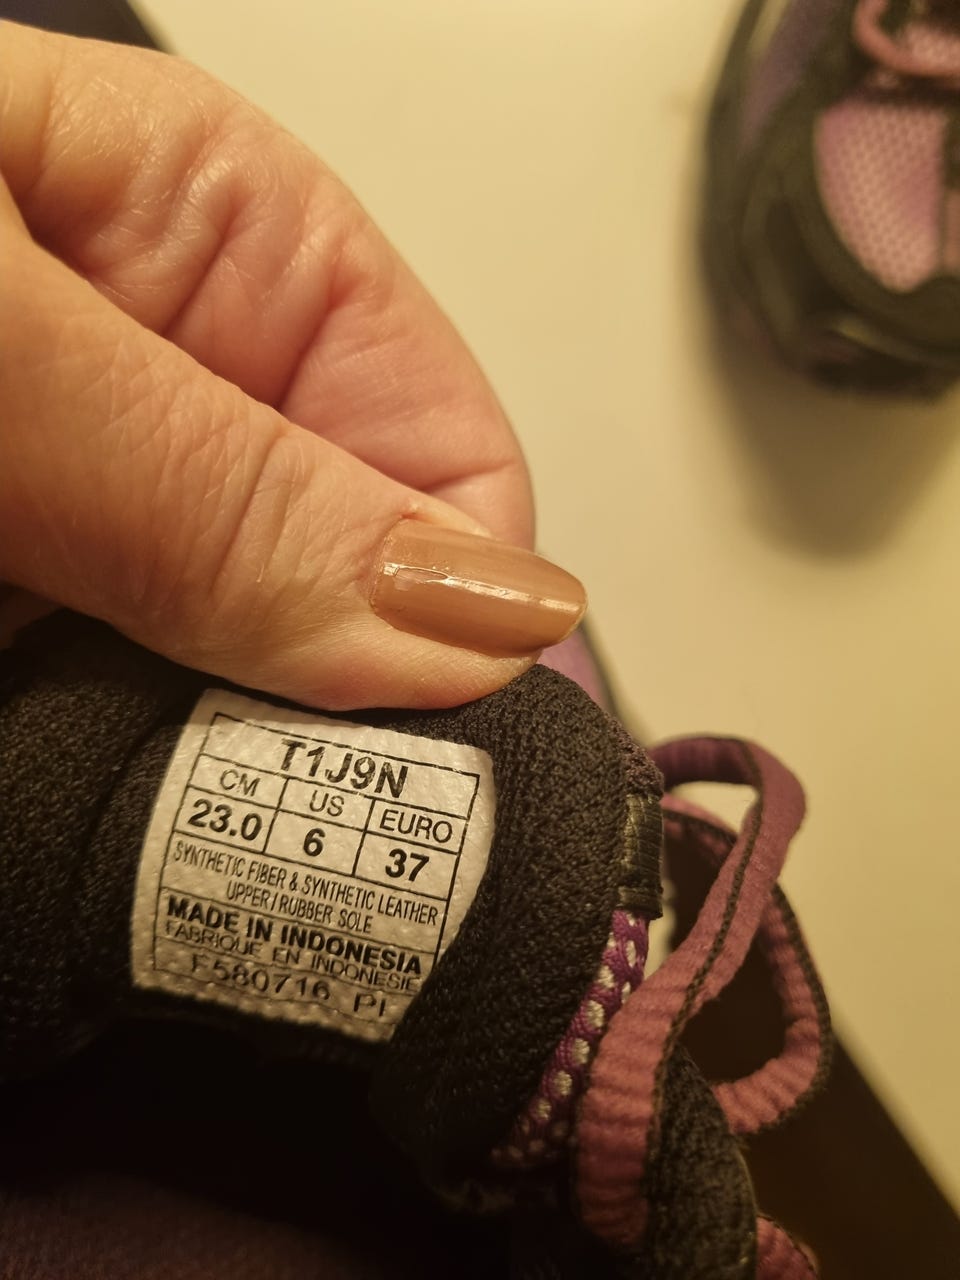 T1J9N
CM US EURO
23.0 6 37
SYNTHETIC FIBER & SYNTHETIC LEATHER
UPPER / RUBBER SOLE
MADE IN INDONESIA
FABRIQUE EN INDONESIE
F580716 PI